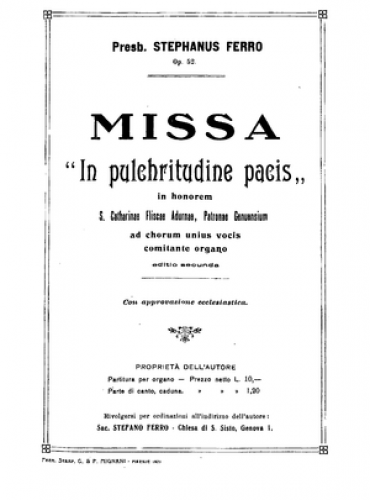 Presb. STEPHANUS FERRO
Op. 52.
MISSA
"In pulchritudine pacis„
in honorem
S. Catharinae Fliscae Adurnae, Patronae Genuensium
ad chorum unius vocis
comitante organo
editio secunda
Con approvazione ecclesiastica.
PROPRIETÀ DELL'AUTORE
Partitura per organo — Prezzo netto L. 10,—
Parte di canto, caduna. » » » 1,20
Rivolgersi per ordinazioni all'indirizzo dell'autore:
Sac. STEFANO FERRO - Chiesa di S. Sisto, Genova 1.
G. & P. MIGNANI